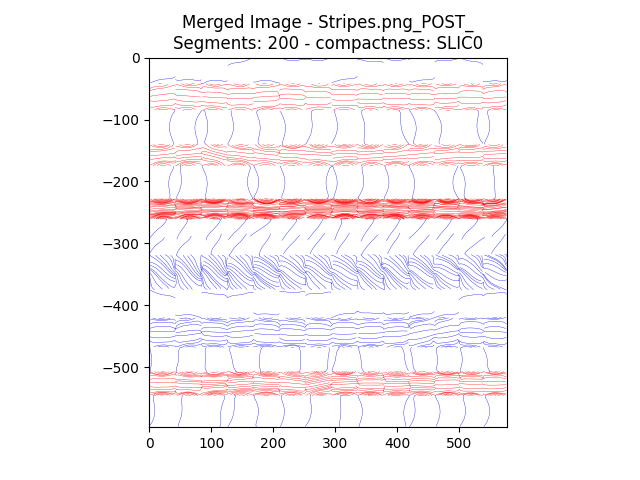 Merged Image - Stripes.png_POST_
Segments: 200 - compactness: SLIC0
0
−100
−200
−300
−400
−500
0 100 200 300 400 500